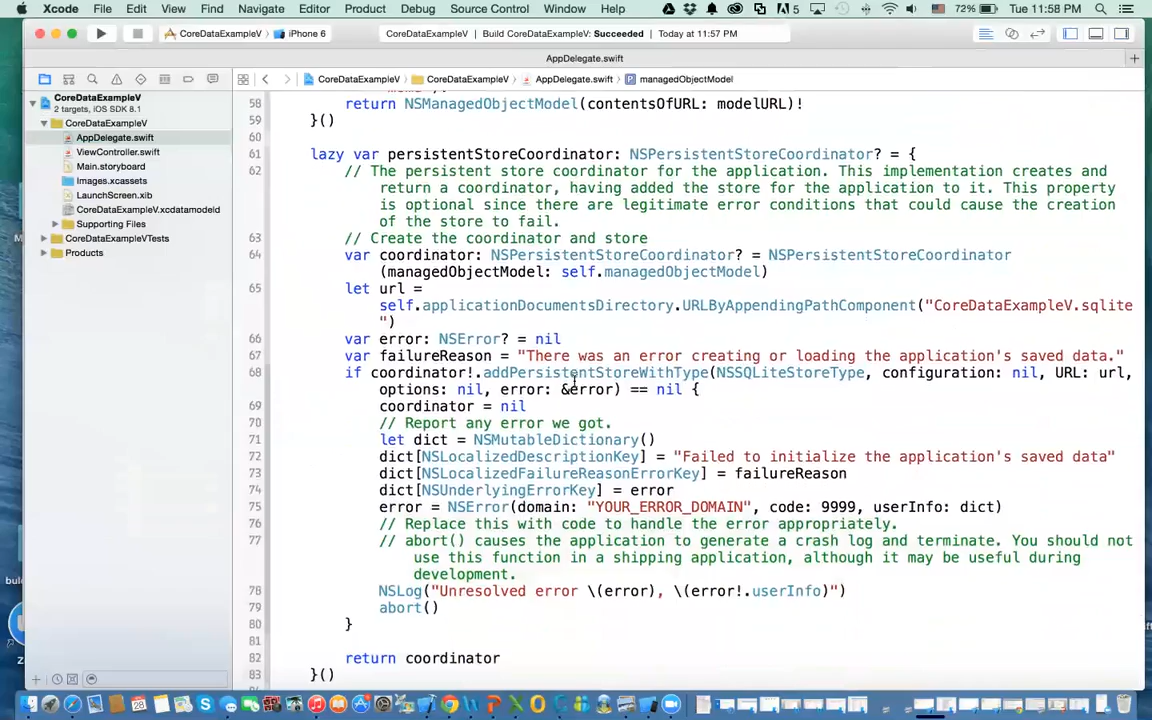 Xcode File Edit View Find Navigate Editor Product Debug Source Control Window Help 5 72% Tue 11:58 PM
CoreDataExampleV iPhone 6 CoreDataExampleV | Build CoreDataExampleV: Succeeded | Today at 11:57 PM
AppDelegate.swift
CoreDataExampleV CoreDataExampleV AppDelegate.swift P managedObjectModel
CoreDataExampleV
2 targets, iOS SDK 8.1
CoreDataExampleV
AppDelegate.swift
ViewController.swift
Main.storyboard
Images.xcassets
LaunchScreen.xib
CoreDataExampleV.xcdatamodeld
Supporting Files
CoreDataExampleVTests
Products
58 return NSManagedObjectModel(contentsOfURL: modelURL)!
59 }()
60
61 lazy var persistentStoreCoordinator: NSPersistentStoreCoordinator? = {
62 // The persistent store coordinator for the application. This implementation creates and
return a coordinator, having added the store for the application to it. This property
is optional since there are legitimate error conditions that could cause the creation
of the store to fail.
63 // Create the coordinator and store
64 var coordinator: NSPersistentStoreCoordinator? = NSPersistentStoreCoordinator
(managedObjectModel: self.managedObjectModel)
65 let url =
self.applicationDocumentsDirectory.URLByAppendingPathComponent("CoreDataExampleV.sqlite
")
66 var error: NSError? = nil
67 var failureReason = "There was an error creating or loading the application's saved data."
68 if coordinator!.addPersistentStoreWithType(NSSQLiteStoreType, configuration: nil, URL: url,
options: nil, error: &error) == nil {
69 coordinator = nil
70 // Report any error we got.
71 let dict = NSMutableDictionary()
72 dict[NSLocalizedDescriptionKey] = "Failed to initialize the application's saved data"
73 dict[NSLocalizedFailureReasonErrorKey] = failureReason
74 dict[NSUnderlyingErrorKey] = error
75 error = NSError(domain: "YOUR_ERROR_DOMAIN", code: 9999, userInfo: dict)
76 // Replace this with code to handle the error appropriately.
77 // abort() causes the application to generate a crash log and terminate. You should not
use this function in a shipping application, although it may be useful during
development.
78 NSLog("Unresolved error \(error), \(error!.userInfo)")
79 abort()
80 }
81
82 return coordinator
83 }()